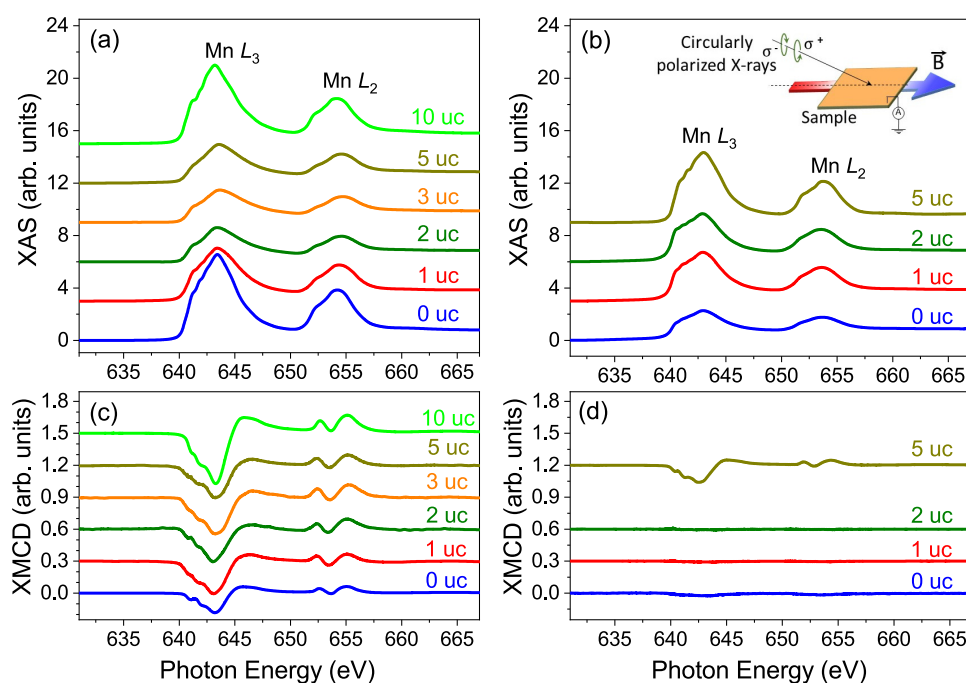 (a)
Mn L3
Mn L2
10 uc
5 uc
3 uc
2 uc
1 uc
0 uc
24
20
16
12
8
4
0
XAS (arb. units)
635 640 645 650 655 660 665
(b)
Circularly
polarized X-rays
σ- σ+
B
A
Sample
Mn L3
Mn L2
5 uc
2 uc
1 uc
0 uc
24
20
16
12
8
4
0
XAS (arb. units)
635 640 645 650 655 660 665
(c)
10 uc
5 uc
3 uc
2 uc
1 uc
0 uc
1.8
1.5
1.2
0.9
0.6
0.3
0.0
XMCD (arb. units)
635 640 645 650 655 660 665
Photon Energy (eV)
(d)
5 uc
2 uc
1 uc
0 uc
1.8
1.5
1.2
0.9
0.6
0.3
0.0
XMCD (arb. units)
635 640 645 650 655 660 665
Photon Energy (eV)